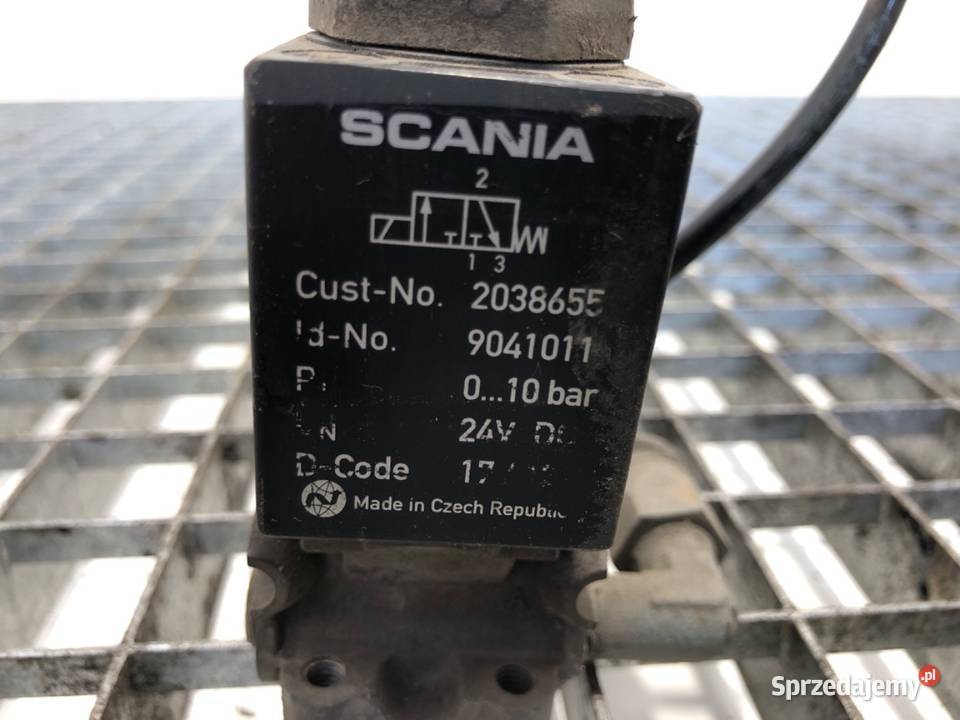 SCANIA
2
1 3
Cust-No. 2038655
Id-No. 9041011
0...10 bar
24V
D-Code 17
Made in Czech
Sprzedajemy.pl